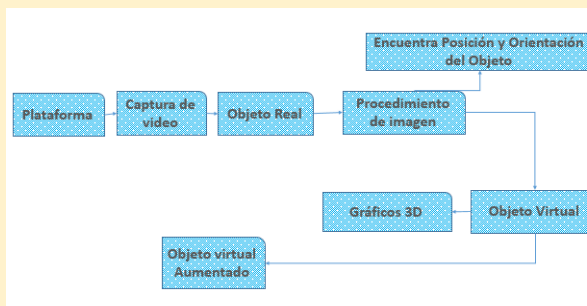 Encuentra Posición y Orientación
del Objeto
Plataforma
Captura de
video
Objeto Real
Procedimiento
de imagen
Gráficos 3D
Objeto Virtual
Objeto virtual
Aumentado